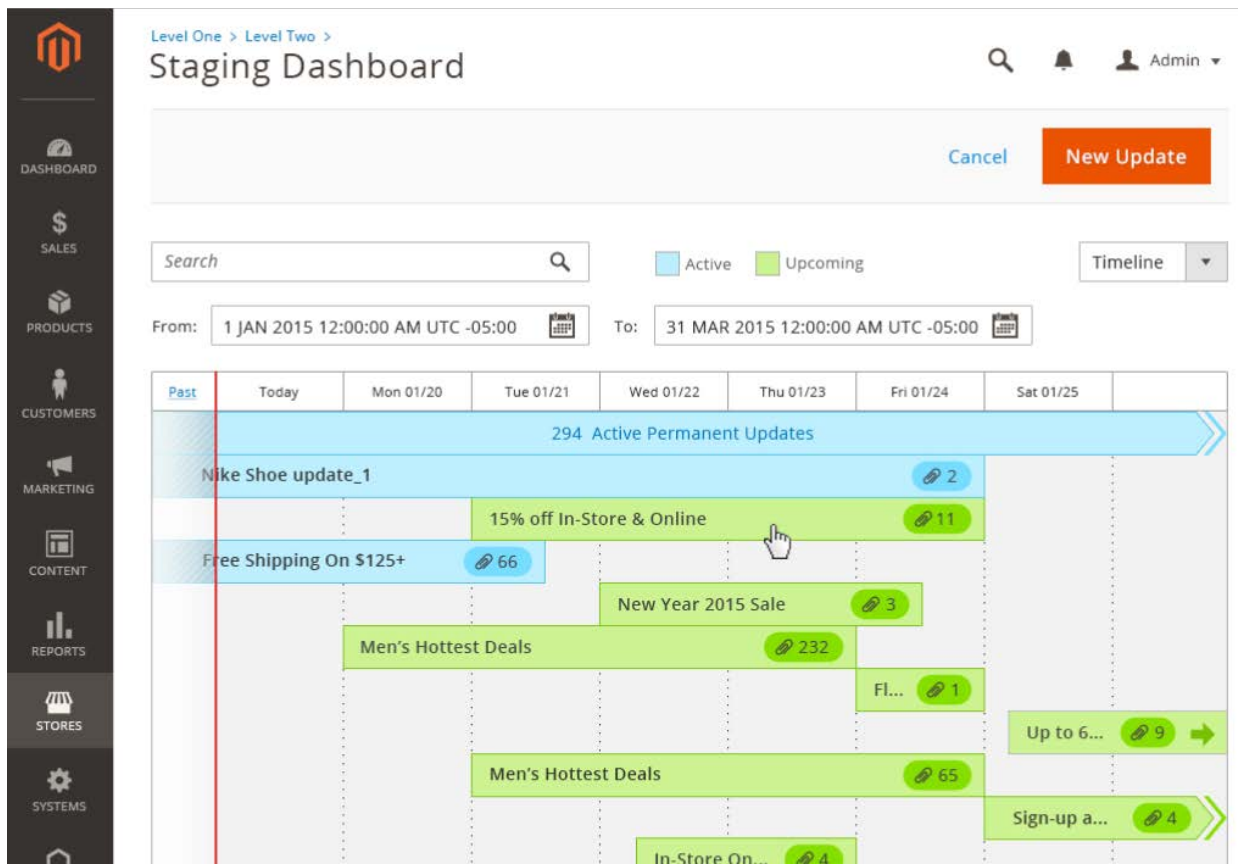 Level One > Level Two >
Staging Dashboard
Admin
Cancel
New Update
DASHBOARD
SALES
PRODUCTS
CUSTOMERS
MARKETING
CONTENT
REPORTS
STORES
SYSTEMS
Search
Active
Upcoming
Timeline
From:
1 JAN 2015 12:00:00 AM UTC -05:00
To:
31 MAR 2015 12:00:00 AM UTC -05:00
Past
Today
Mon 01/20
Tue 01/21
Wed 01/22
Thu 01/23
Fri 01/24
Sat 01/25
294 Active Permanent Updates
Nike Shoe update_1
2
15% off In-Store & Online
11
Free Shipping On $125+
66
New Year 2015 Sale
3
Men's Hottest Deals
232
Fl...
1
Up to 6...
9
Men's Hottest Deals
65
Sign-up a...
4
In-Store On...
4